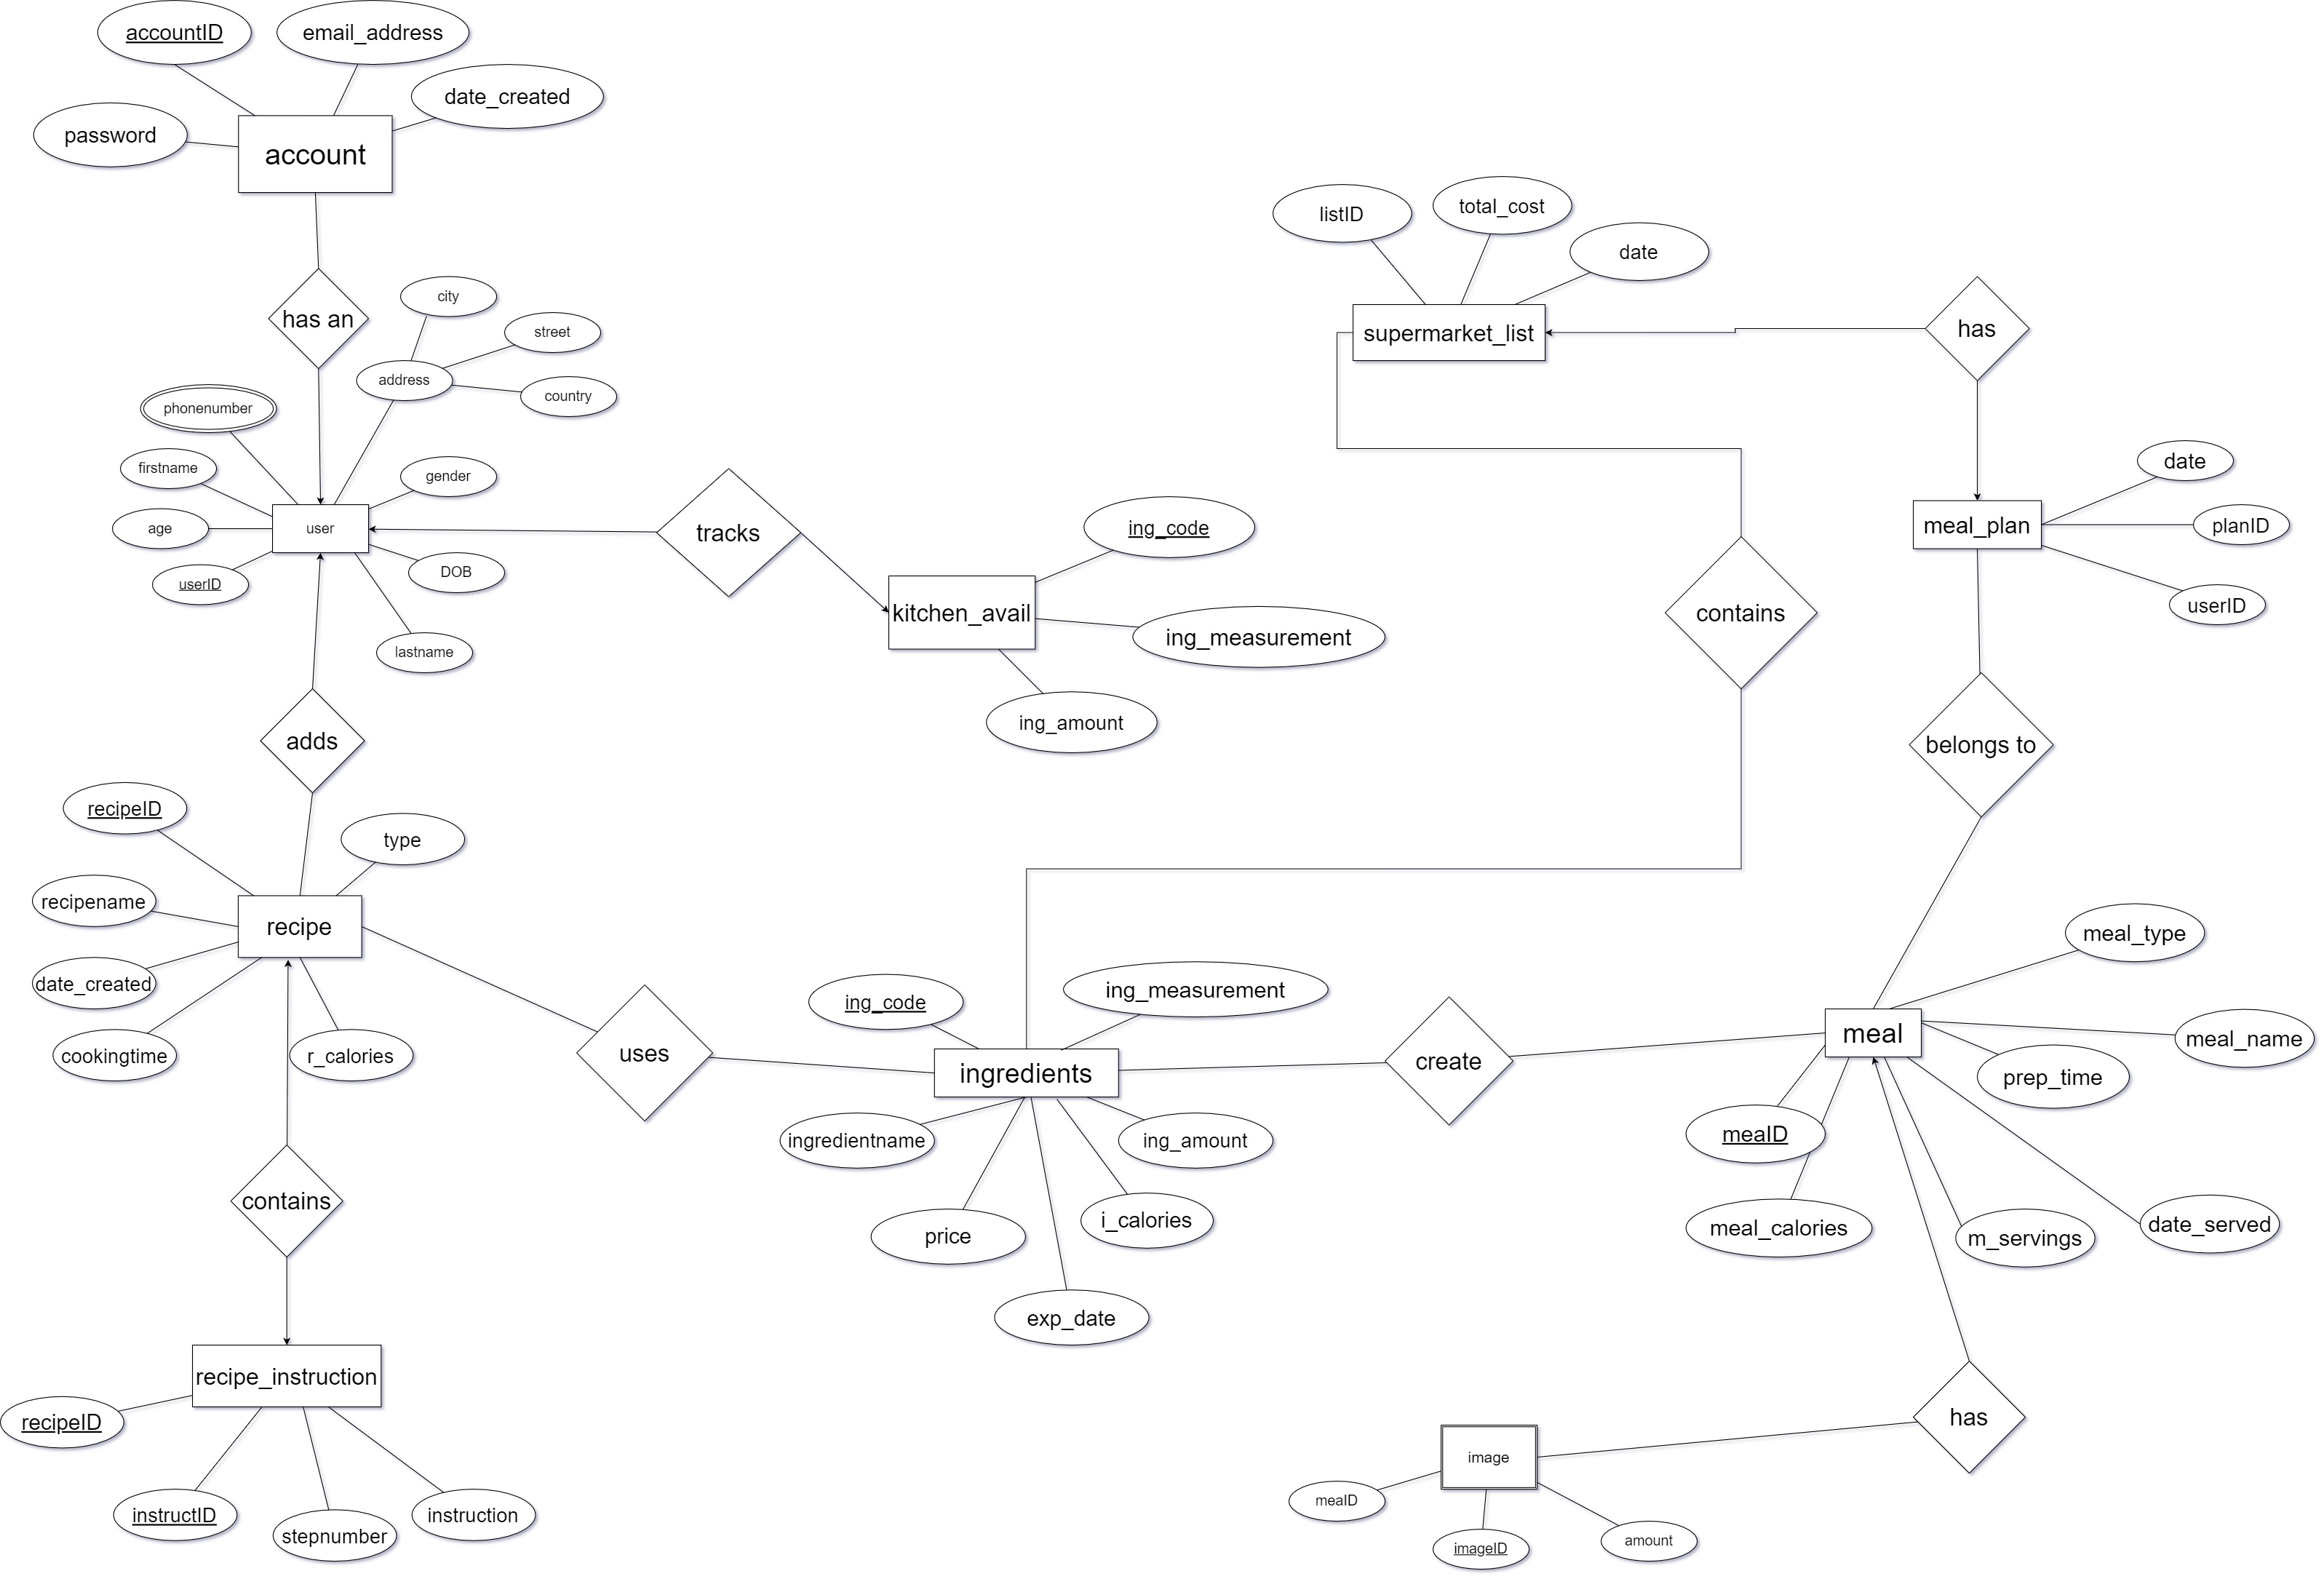 accountID
email_address
date_created
password
account
has an
city
street
address
country
phonenumber
firstname
gender
age
user
userID
DOB
lastname
tracks
ing_code
kitchen_avail
ing_measurement
ing_amount
listID
total_cost
date
supermarket_list
has
date
meal_plan
planID
userID
contains
belongs to
adds
recipeID
type
recipename
recipe
date_created
cookingtime
r_calories
uses
ing_code
ing_measurement
ingredients
ingredientname
ing_amount
price
i_calories
exp_date
create
meal_type
meal
meal_name
prep_time
meaID
meal_calories
m_servings
date_served
contains
recipe_instruction
recipeID
instructID
stepnumber
instruction
has
image
meaID
imageID
amount